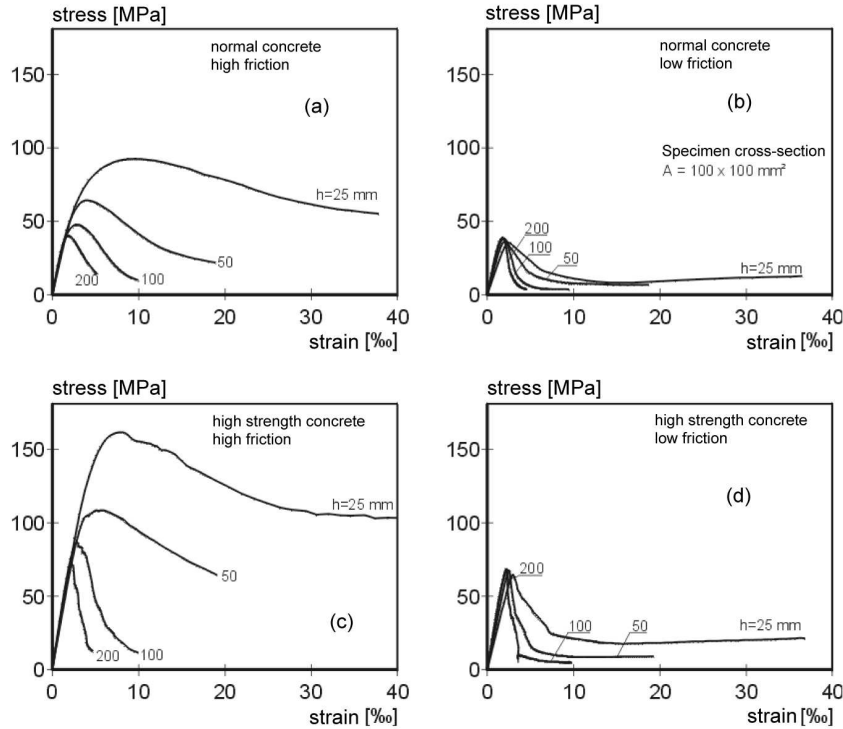 stress [MPa]
normal concrete
high friction
(a)
150
100
50
0
h=25 mm
50
100
200
0
10
20
30
40
strain [‰]
stress [MPa]
normal concrete
low friction
(b)
Specimen cross-section
A = 100 x 100 mm²
150
100
50
0
200
100
50
h=25 mm
0
10
20
30
40
strain [‰]
stress [MPa]
high strength concrete
high friction
150
100
50
0
h=25 mm
50
(c)
200
100
0
10
20
30
40
strain [‰]
stress [MPa]
high strength concrete
low friction
(d)
150
100
50
0
200
100
50
h=25 mm
0
10
20
30
40
strain [‰]